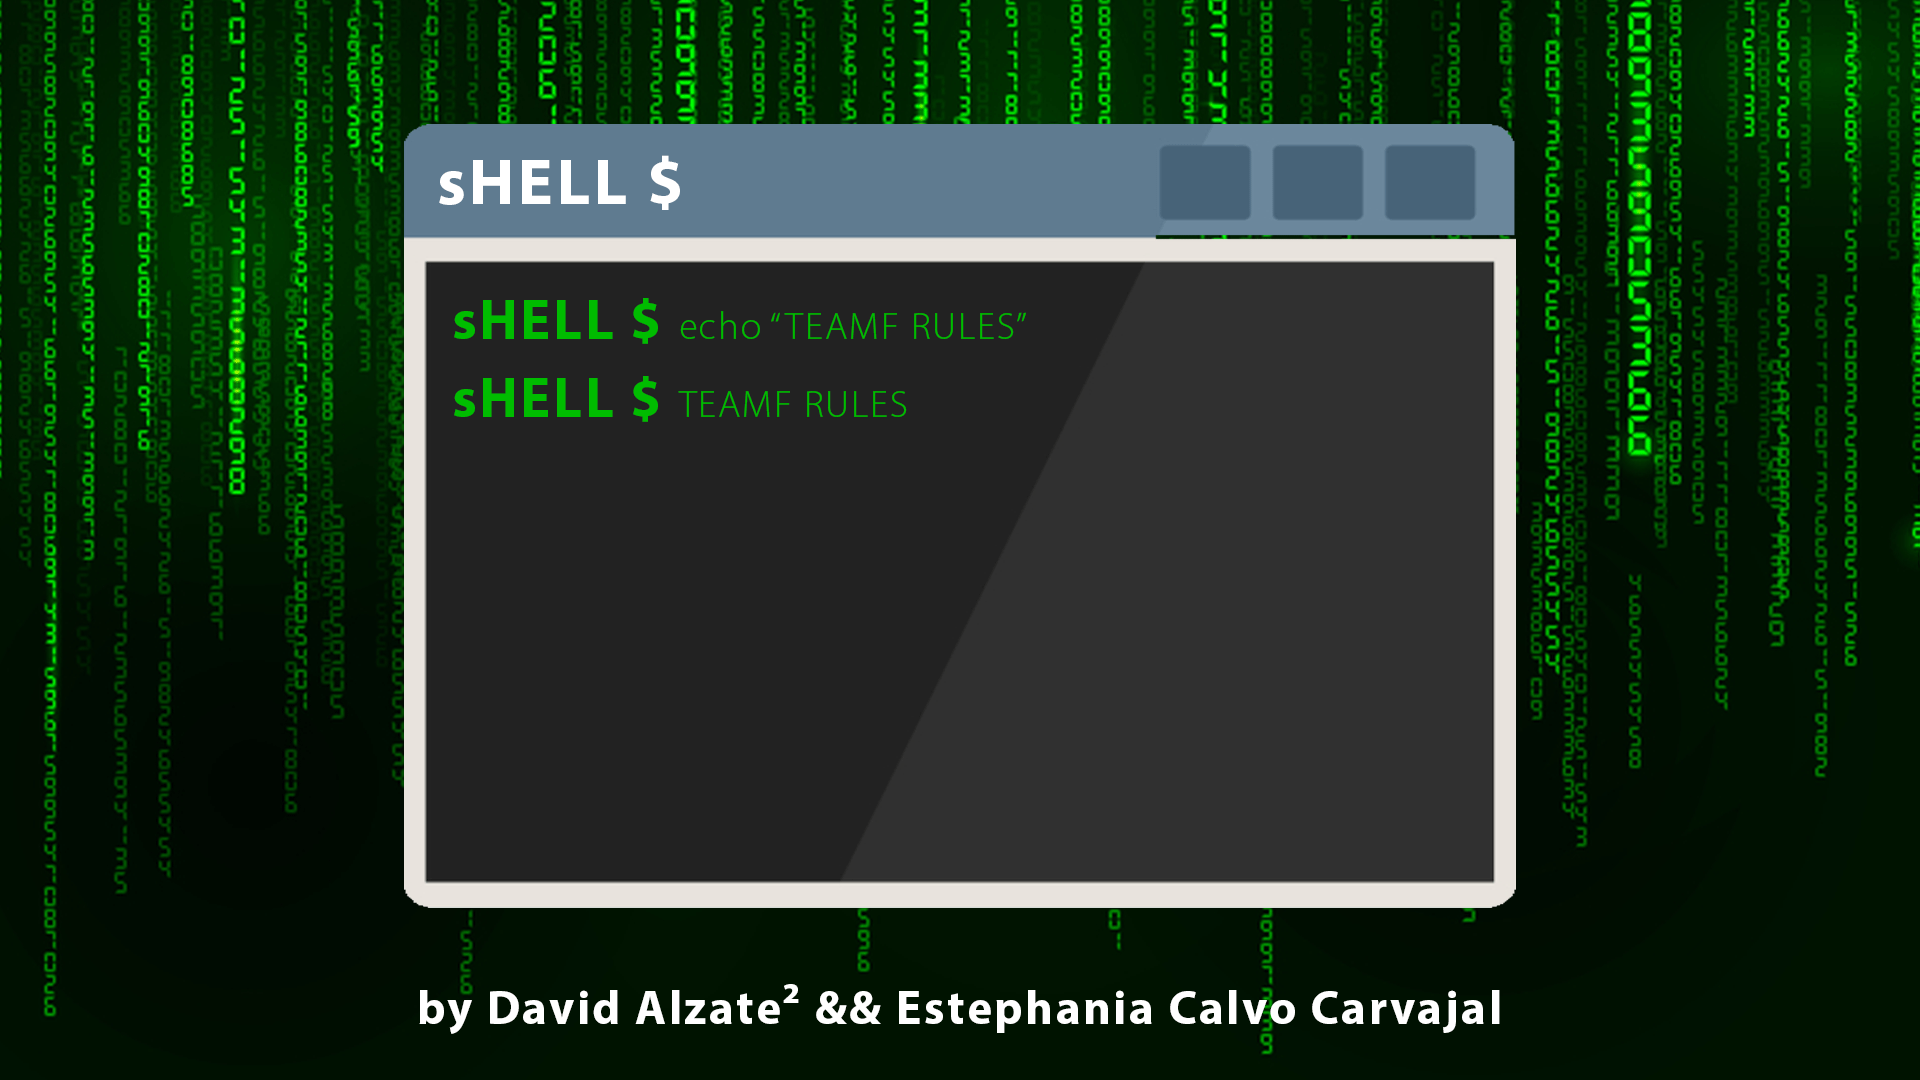 sHELL $
sHELL $ echo “TEAMF RULES”
sHELL $ TEAMF RULES
by David Alzate² && Estephania Calvo Carvajal